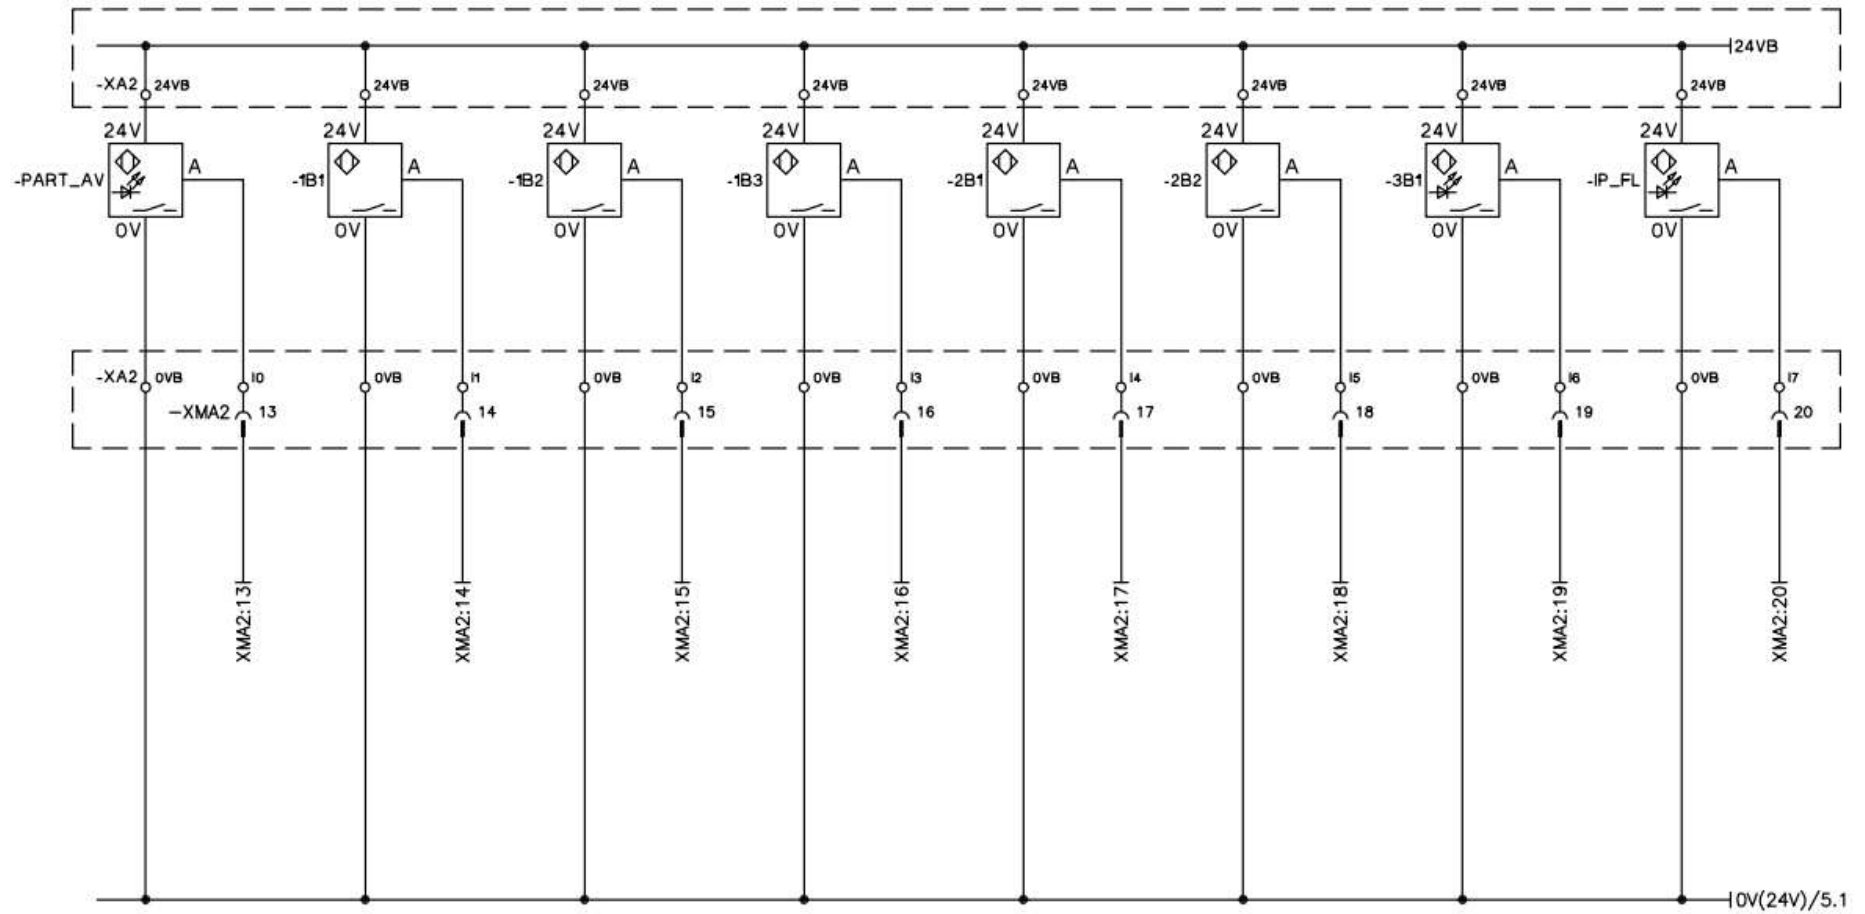 24VB
-XA2 24VB 24VB 24VB 24VB 24VB 24VB 24VB 24VB
24V 24V 24V 24V 24V 24V 24V 24V
A A A A A A A A
-PART_AV -1B1 -1B2 -1B3 -2B1 -2B2 -3B1 -IP_FL
0V 0V 0V 0V 0V 0V 0V 0V
-XA2 0VB I0 0VB I1 0VB I2 0VB I3 0VB I4 0VB I5 0VB I6 0VB I7
-XMA2 13 14 15 16 17 18 19 20
XMA2:13 XMA2:14 XMA2:15 XMA2:16 XMA2:17 XMA2:18 XMA2:19 XMA2:20
0V(24V)/5.1